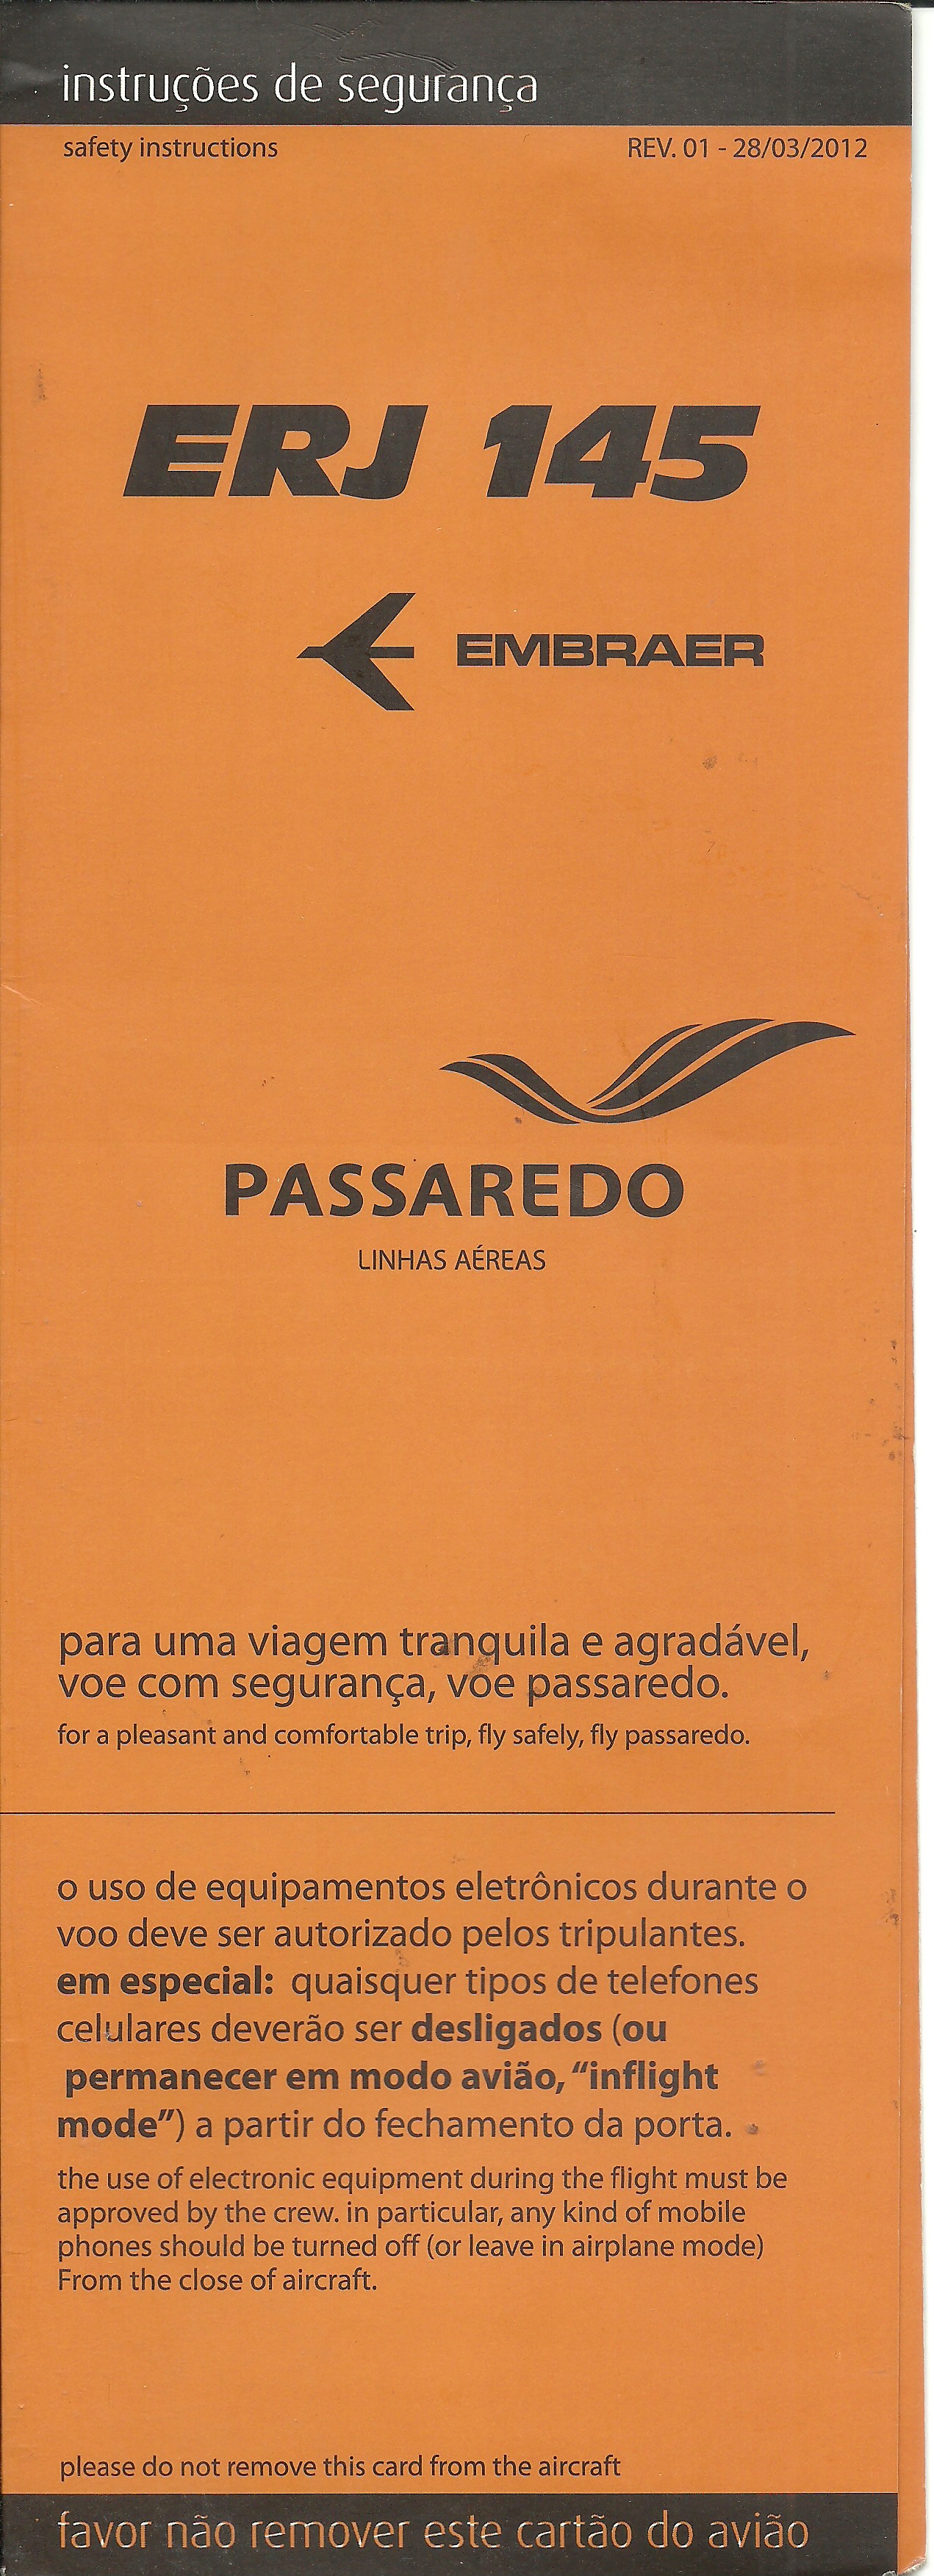 instruções de segurança
safety instructions REV. 01 - 28/03/2012
ERJ 145
EMBRAER
PASSAREDO
LINHAS AÉREAS
para uma viagem tranquila e agradável,
voe com segurança, voe passaredo.
for a pleasant and comfortable trip, fly safely, fly passaredo.
o uso de equipamentos eletrônicos durante o
voo deve ser autorizado pelos tripulantes.
em especial: quaisquer tipos de telefones
celulares deverão ser desligados (ou
permanecer em modo avião, “inflight
mode”) a partir do fechamento da porta.
the use of electronic equipment during the flight must be
approved by the crew. in particular, any kind of mobile
phones should be turned off (or leave in airplane mode)
From the close of aircraft.
please do not remove this card from the aircraft
favor não remover este cartão do avião